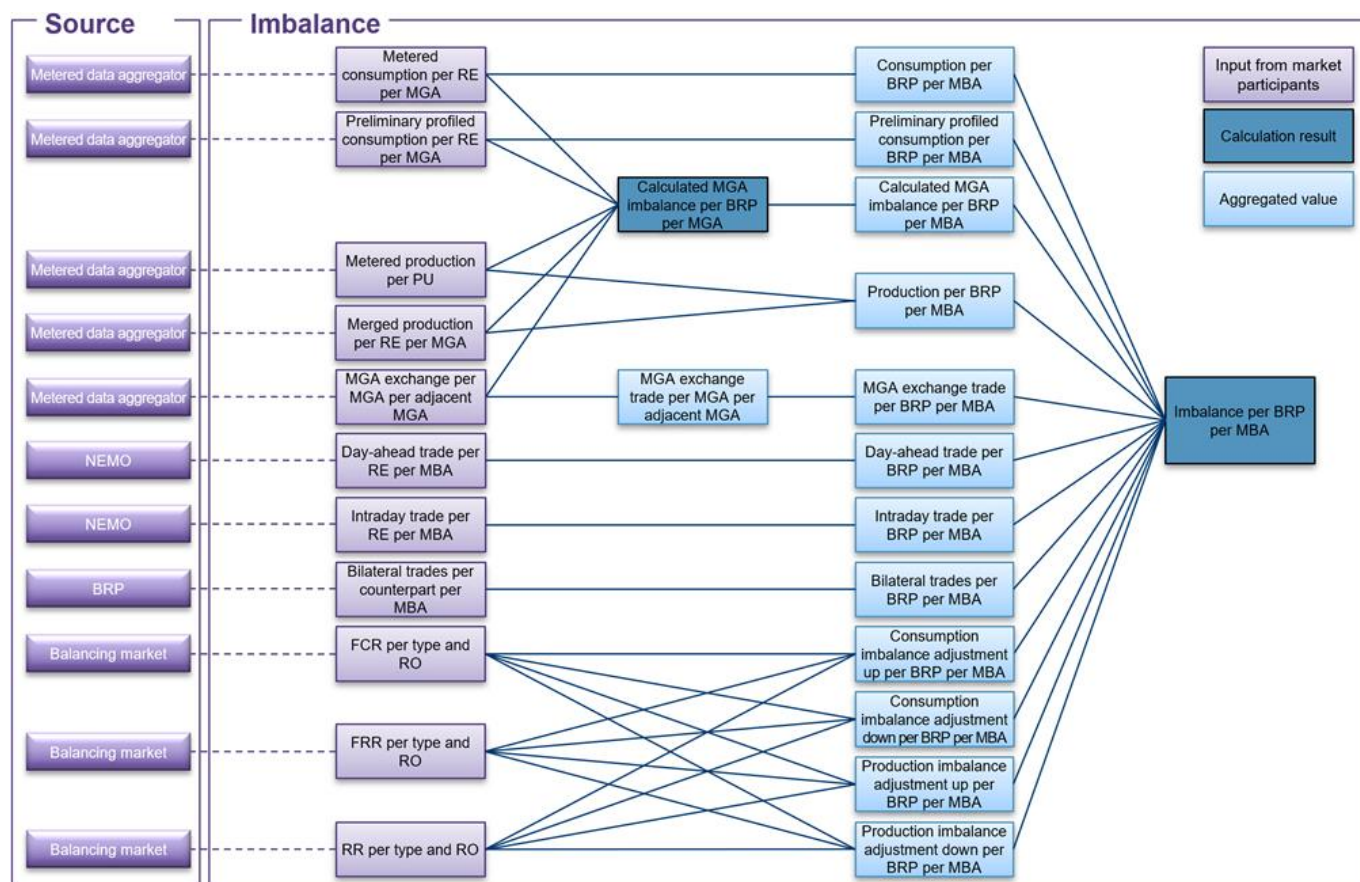 Source
Imbalance
Metered data aggregator
Metered
consumption per RE
per MGA
Consumption per
BRP per MBA
Input from market
participants
Metered data aggregator
Preliminary profiled
consumption per RE
per MGA
Preliminary profiled
consumption per
BRP per MBA
Calculation result
Calculated MGA
imbalance per BRP
per MGA
Calculated MGA
imbalance per BRP
per MBA
Aggregated value
Metered data aggregator
Metered production
per PU
Production per BRP
per MBA
Metered data aggregator
Merged production
per RE per MGA
Metered data aggregator
MGA exchange per
MGA per adjacent
MGA
MGA exchange
trade per MGA per
adjacent MGA
MGA exchange trade
per BRP per MBA
Imbalance per BRP
per MBA
NEMO
Day-ahead trade per
RE per MBA
Day-ahead trade per
BRP per MBA
NEMO
Intraday trade per
RE per MBA
Intraday trade per
BRP per MBA
BRP
Bilateral trades per
counterpart per
MBA
Bilateral trades per
BRP per MBA
Balancing market
FCR per type and
RO
Consumption
imbalance adjustment
up per BRP per MBA
Consumption
imbalance adjustment
down per BRP per MBA
Balancing market
FRR per type and
RO
Production imbalance
adjustment up per
BRP per MBA
Balancing market
RR per type and RO
Production imbalance
adjustment down per
BRP per MBA